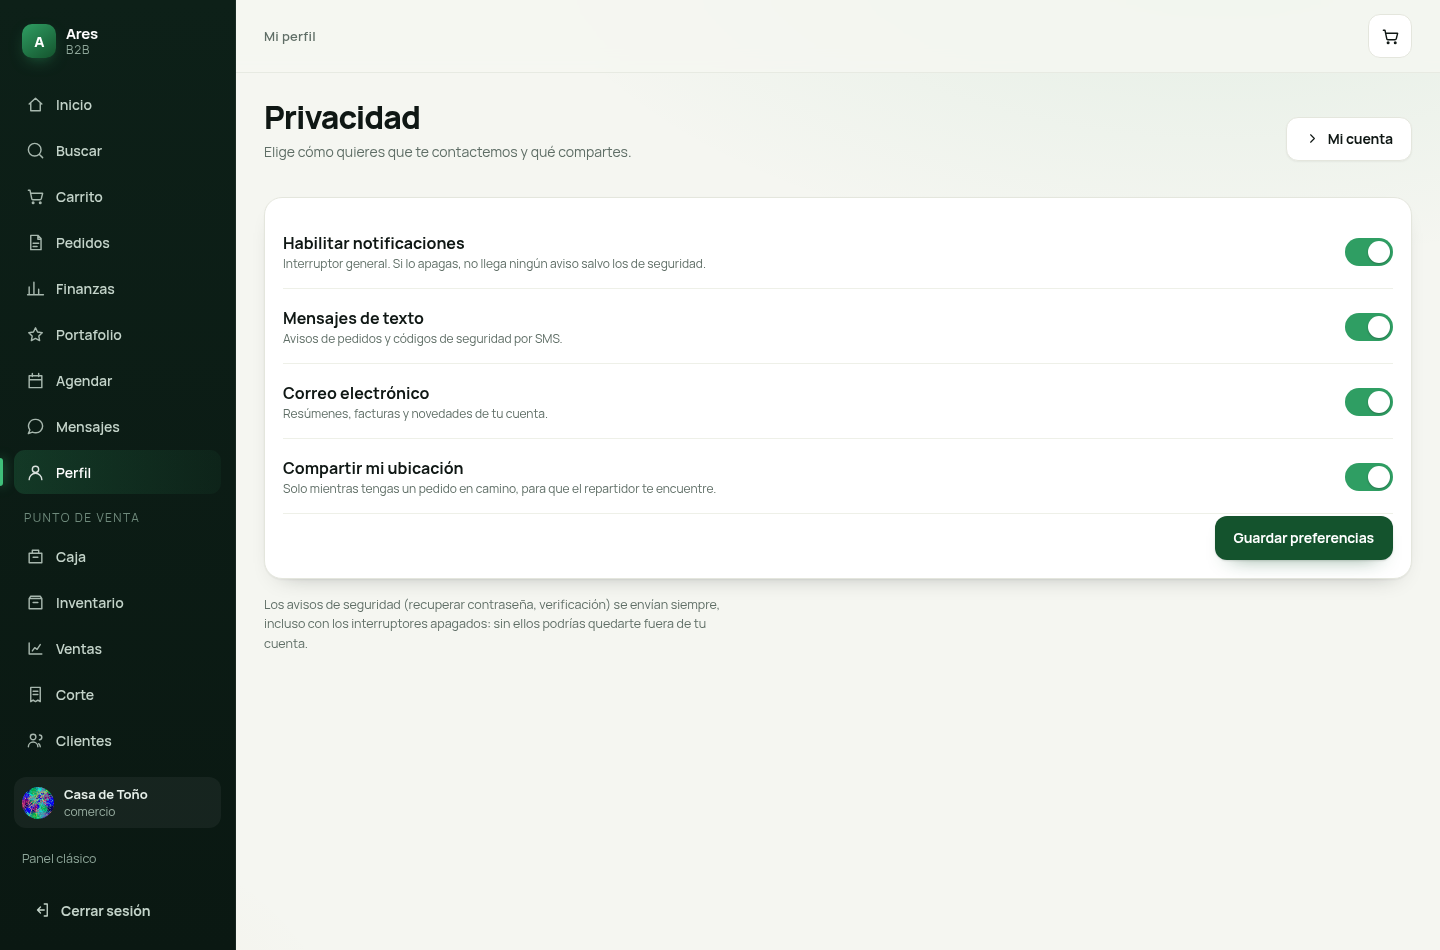 A
Ares
B2B
Inicio
Buscar
Carrito
Pedidos
Finanzas
Portafolio
Agendar
Mensajes
Perfil
PUNTO DE VENTA
Caja
Inventario
Ventas
Corte
Clientes
Casa de Toño
comercio
Panel clásico
Cerrar sesión
Mi perfil
Privacidad
Elige cómo quieres que te contactemos y qué compartes.
Mi cuenta
Habilitar notificaciones
Interruptor general. Si lo apagas, no llega ningún aviso salvo los de seguridad.
Mensajes de texto
Avisos de pedidos y códigos de seguridad por SMS.
Correo electrónico
Resúmenes, facturas y novedades de tu cuenta.
Compartir mi ubicación
Solo mientras tengas un pedido en camino, para que el repartidor te encuentre.
Guardar preferencias
Los avisos de seguridad (recuperar contraseña, verificación) se envían siempre,
incluso con los interruptores apagados: sin ellos podrías quedarte fuera de tu
cuenta.